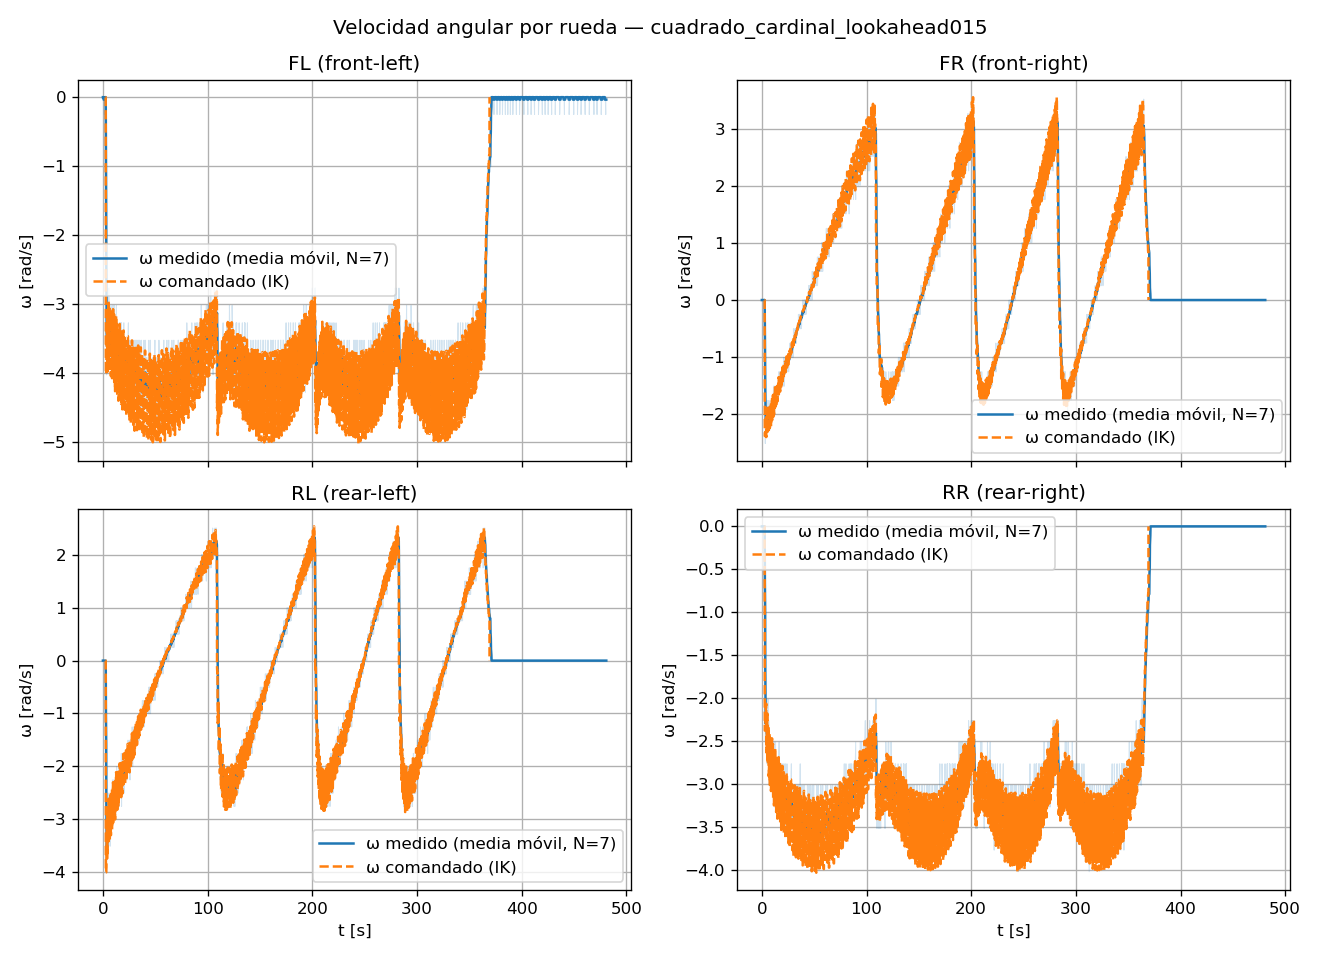 Velocidad angular por rueda — cuadrado_cardinal_lookahead015
FL (front-left)
ω [rad/s]
0
−1
−2
−3
−4
−5
ω medido (media móvil, N=7)
ω comandado (IK)
FR (front-right)
ω [rad/s]
3
2
1
0
−1
−2
ω medido (media móvil, N=7)
ω comandado (IK)
RL (rear-left)
ω [rad/s]
2
1
0
−1
−2
−3
−4
ω medido (media móvil, N=7)
ω comandado (IK)
0 100 200 300 400 500
t [s]
RR (rear-right)
ω [rad/s]
0.0
−0.5
−1.0
−1.5
−2.0
−2.5
−3.0
−3.5
−4.0
ω medido (media móvil, N=7)
ω comandado (IK)
0 100 200 300 400 500
t [s]